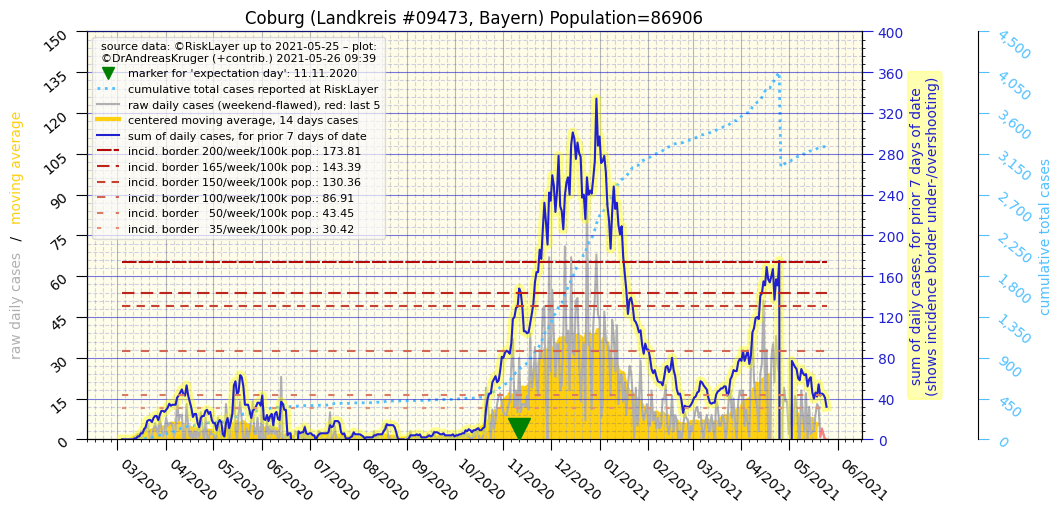 Coburg (Landkreis #09473, Bayern) Population=86906
source data: ©RiskLayer up to 2021-05-25 – plot:
©DrAndreasKruger (+contrib.) 2021-05-26 09:39
marker for 'expectation day': 11.11.2020
cumulative total cases reported at RiskLayer
raw daily cases (weekend-flawed), red: last 5
centered moving average, 14 days cases
sum of daily cases, for prior 7 days of date
incid. border 200/week/100k pop.: 173.81
incid. border 165/week/100k pop.: 143.39
incid. border 150/week/100k pop.: 130.36
incid. border 100/week/100k pop.: 86.91
incid. border 50/week/100k pop.: 43.45
incid. border 35/week/100k pop.: 30.42
raw daily cases / moving average
150
135
120
105
90
75
60
45
30
15
0
03/2020
04/2020
05/2020
06/2020
07/2020
08/2020
09/2020
10/2020
11/2020
12/2020
01/2021
02/2021
03/2021
04/2021
05/2021
06/2021
400
360
320
280
240
200
160
120
80
40
0
sum of daily cases, for prior 7 days of date
(shows incidence border under-/overshooting)
4,500
4,050
3,600
3,150
2,700
2,250
1,800
1,350
900
450
0
cumulative total cases